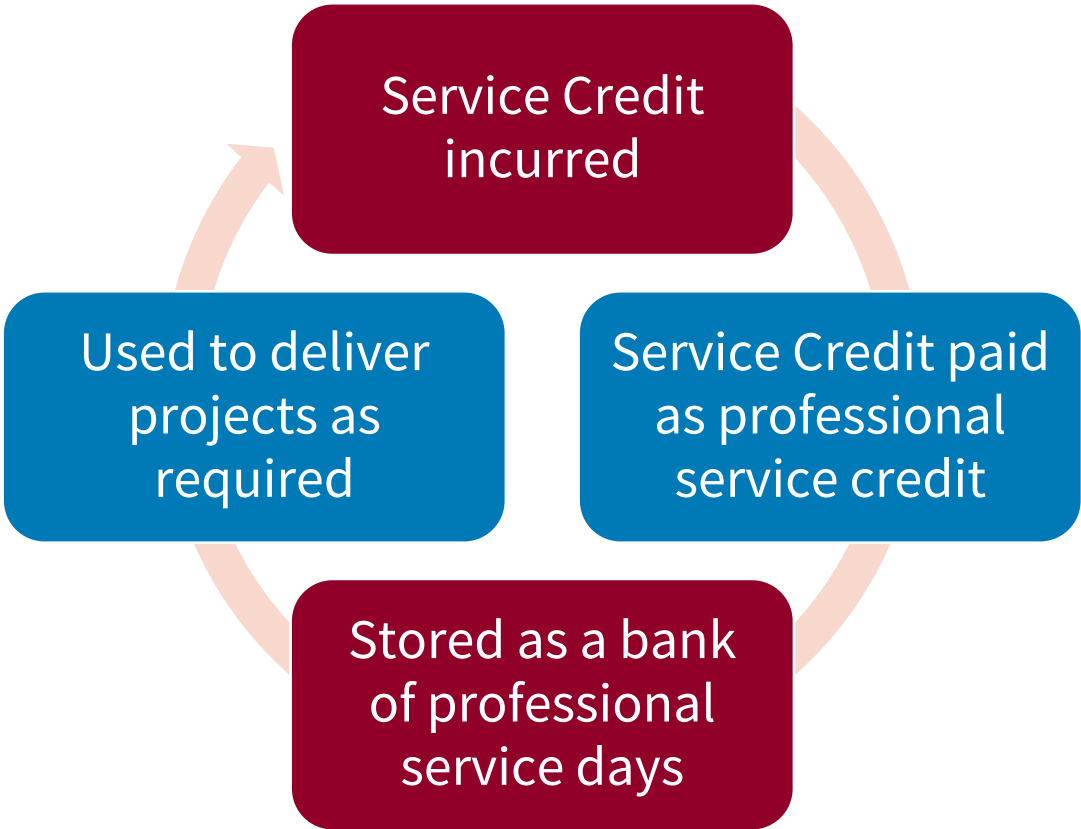 Service Credit
incurred
Service Credit paid
as professional
service credit
Stored as a bank
of professional
service days
Used to deliver
projects as
required